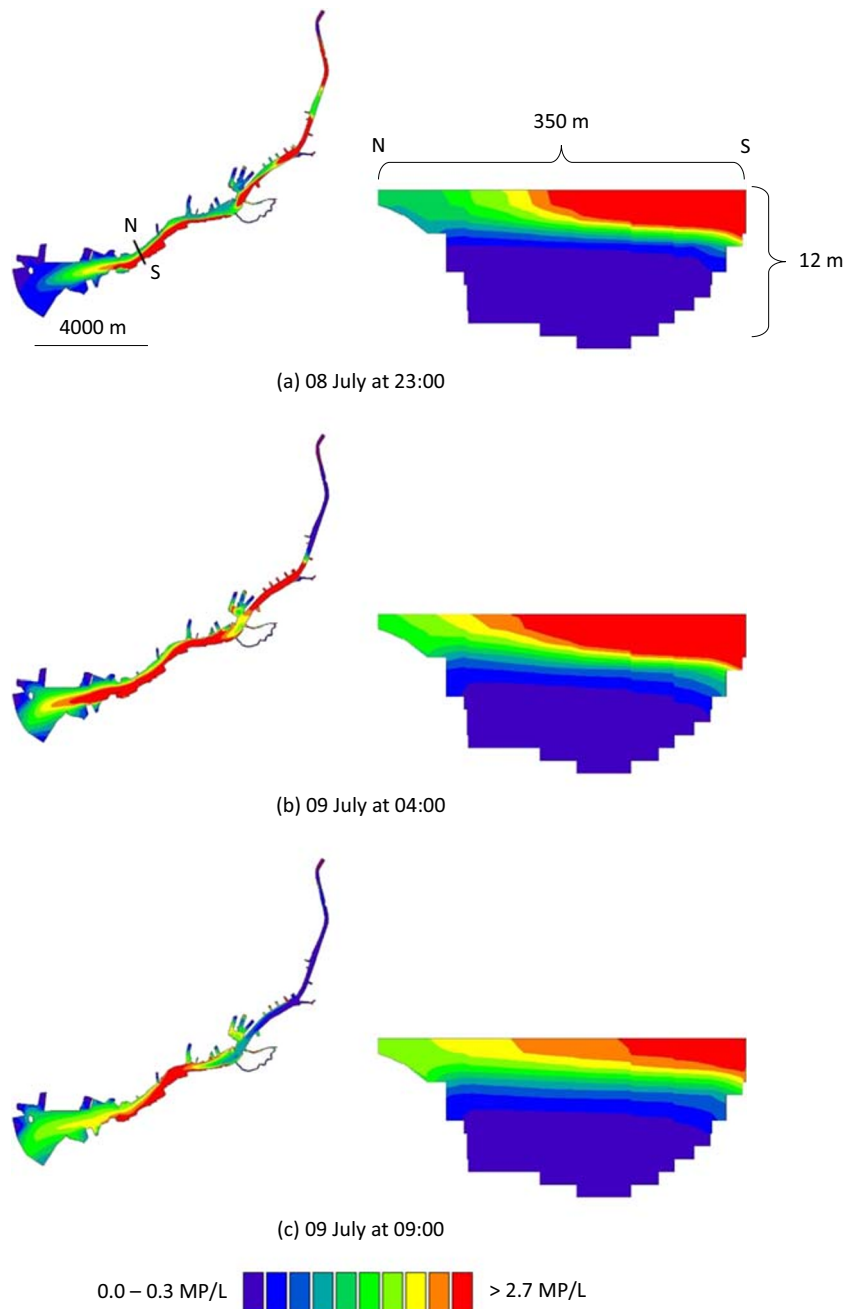 350 m
N
S
N
S
12 m
4000 m
(a) 08 July at 23:00
(b) 09 July at 04:00
(c) 09 July at 09:00
0.0 – 0.3 MP/L
> 2.7 MP/L